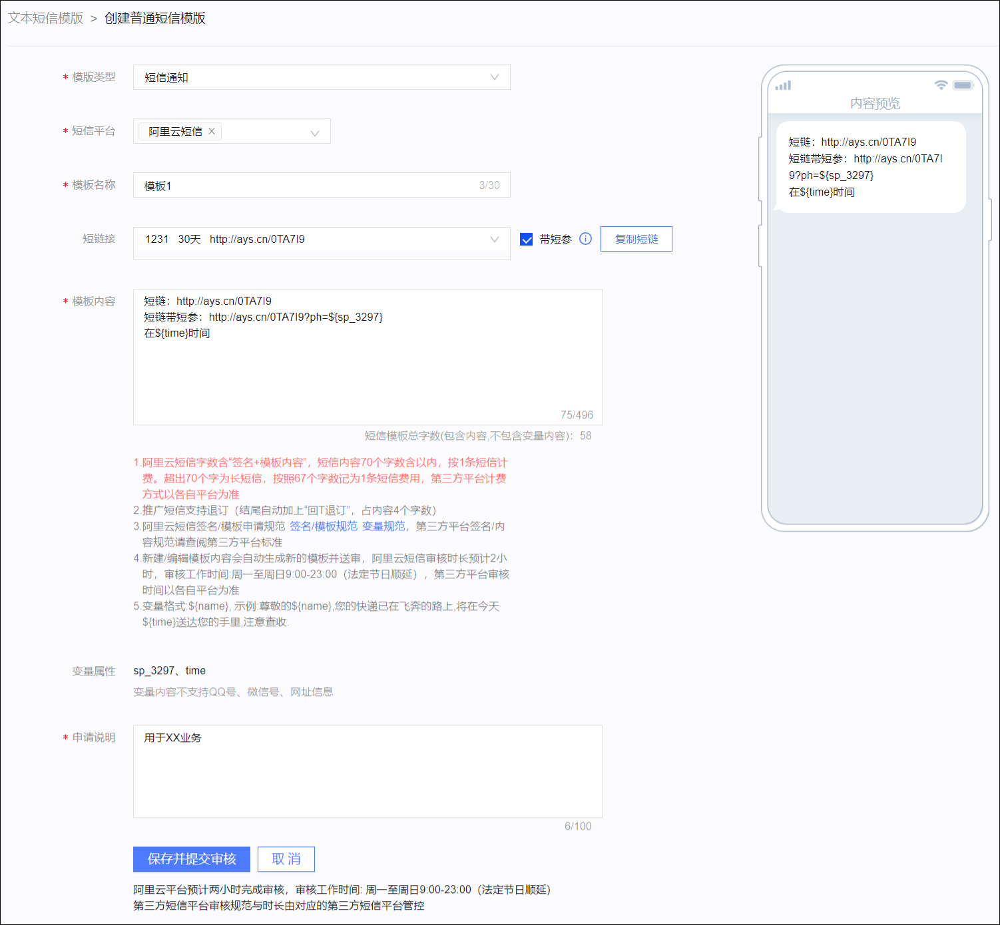 文本短信模版 > 创建普通短信模版
* 模版类型
短信通知
* 短信平台
阿里云短信 ×
* 模板名称
模板1
3/30
短链接
1231 30天 http://ays.cn/0TA7I9
带短参
复制短链
* 模板内容
短链：http://ays.cn/0TA7I9
短链带短参：http://ays.cn/0TA7I9?ph=${sp_3297}
在${time}时间
75/496
短信模板总字数(包含内容,不包含变量内容)：58
1.阿里云短信字数含“签名+模板内容”，短信内容70个字数含以内，按1条短信计
费。超出70个字为长短信，按照67个字数记为1条短信费用，第三方平台计费
方式以各自平台为准
2.推广短信支持退订（结尾自动加上“回T退订”，占内容4个字数）
3.阿里云短信签名/模板申请规范 签名/模板规范 变量规范，第三方平台签名/内
容规范请查阅第三方平台标准
4.新建/编辑模板内容会自动生成新的模板并送审，阿里云短信审核时长预计2小
时，审核工作时间:周一至周日9:00-23:00（法定节日顺延），第三方平台审核
时间以各自平台为准
5.变量格式:${name}, 示例:尊敬的${name},您的快递已在飞奔的路上,将在今天
${time}送达您的手里,注意查收.
变量属性
sp_3297、time
变量内容不支持QQ号、微信号、网址信息
* 申请说明
用于XX业务
6/100
保存并提交审核
取 消
阿里云平台预计两小时完成审核，审核工作时间: 周一至周日9:00-23:00（法定节日顺延）
第三方短信平台审核规范与时长由对应的第三方短信平台管控
内容预览
短链：http://ays.cn/0TA7I9
短链带短参：http://ays.cn/0TA7I
9?ph=${sp_3297}
在${time}时间